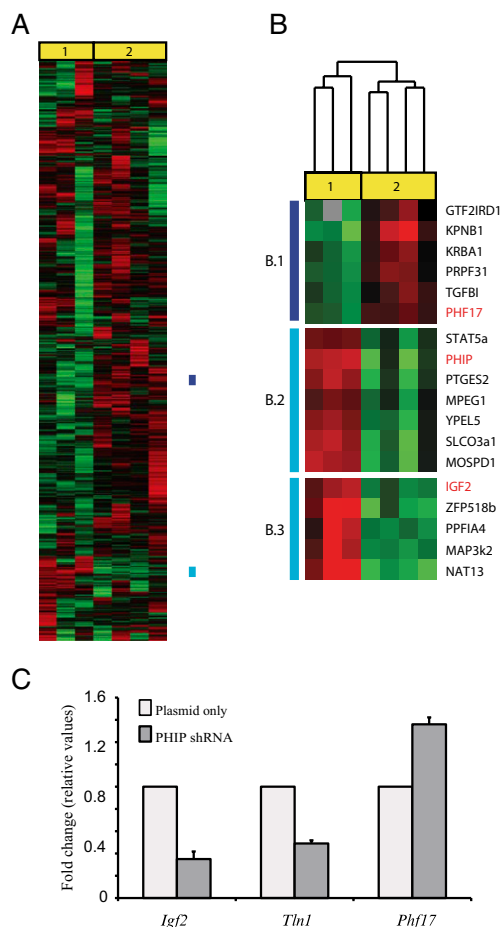 A
1 2
B
1 2
B.1
GTF2IRD1
KPNB1
KRBA1
PRPF31
TGFBI
PHF17
B.2
STAT5a
PHIP
PTGES2
MPEG1
YPEL5
SLCO3a1
MOSPD1
B.3
IGF2
ZFP518b
PPFIA4
MAP3k2
NAT13
C
Fold change (relative values)
1.6
1.2
0.8
0.4
0
Plasmid only
PHIP shRNA
Igf2 Tln1 Phf17